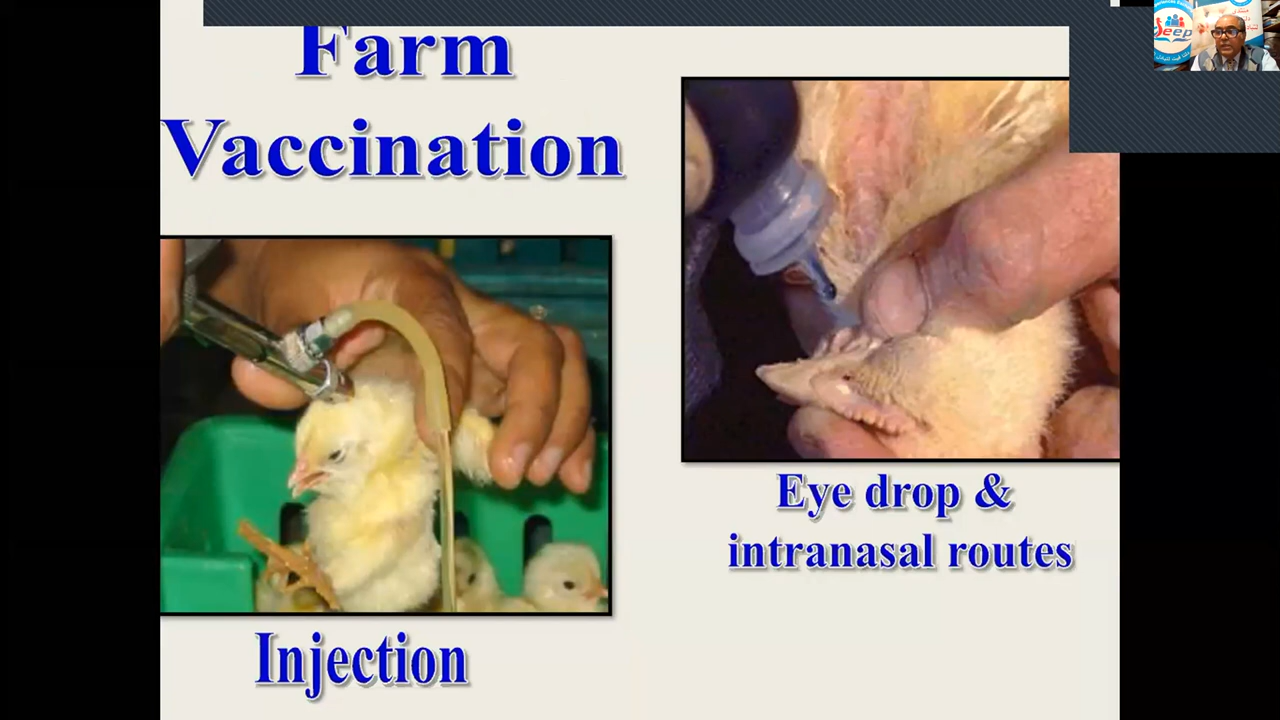 Farm
Vaccination
Eye drop &
intranasal routes
Injection